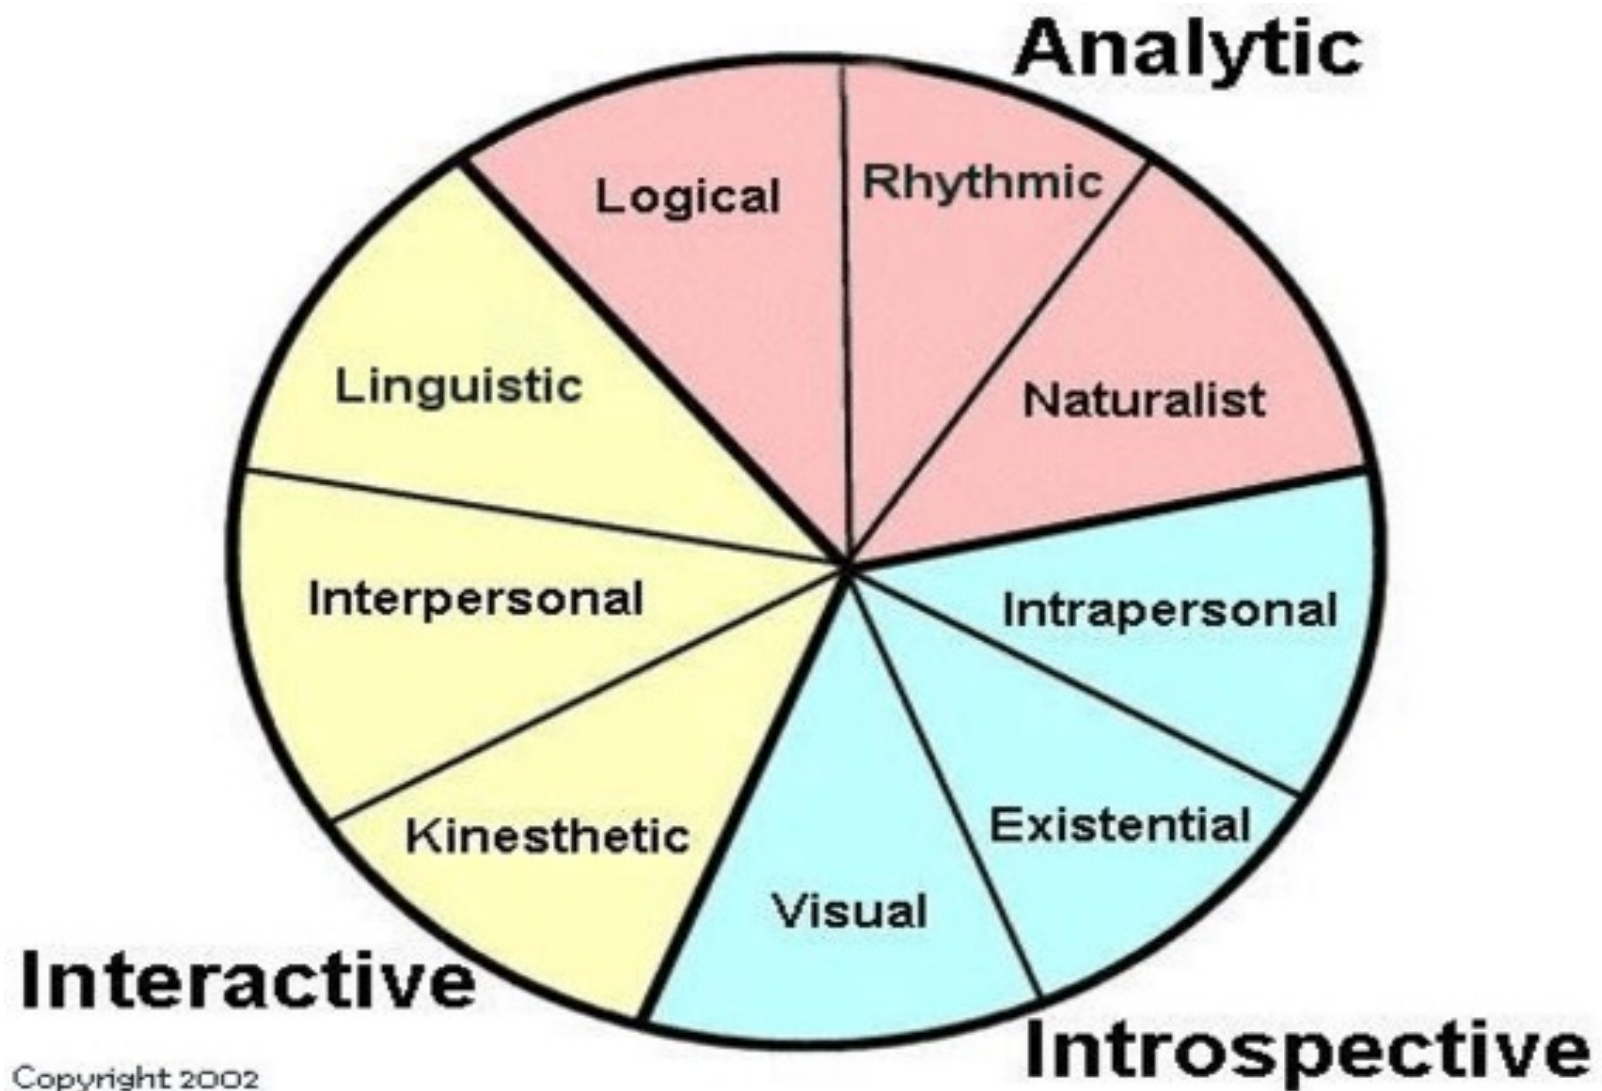 Analytic
Logical
Rhythmic
Naturalist
Linguistic
Interpersonal
Intrapersonal
Kinesthetic
Existential
Visual
Interactive
Introspective
Copyright 2002